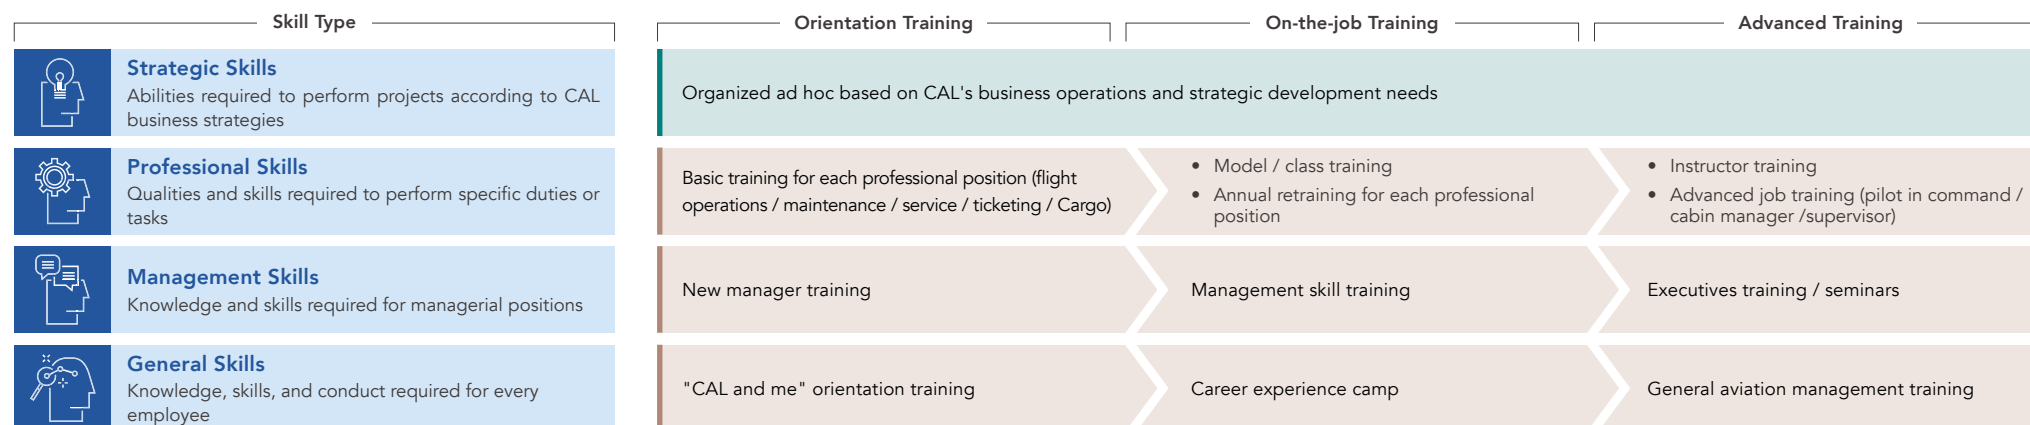 Skill Type
Orientation Training
On-the-job Training
Advanced Training
Strategic Skills
Abilities required to perform projects according to CAL
business strategies
Organized ad hoc based on CAL's business operations and strategic development needs
Professional Skills
Qualities and skills required to perform specific duties or
tasks
Basic training for each professional position (flight
operations / maintenance / service / ticketing / Cargo)
• Model / class training
• Annual retraining for each professional
position
• Instructor training
• Advanced job training (pilot in command /
cabin manager /supervisor)
Management Skills
Knowledge and skills required for managerial positions
New manager training
Management skill training
Executives training / seminars
General Skills
Knowledge, skills, and conduct required for every
employee
"CAL and me" orientation training
Career experience camp
General aviation management training